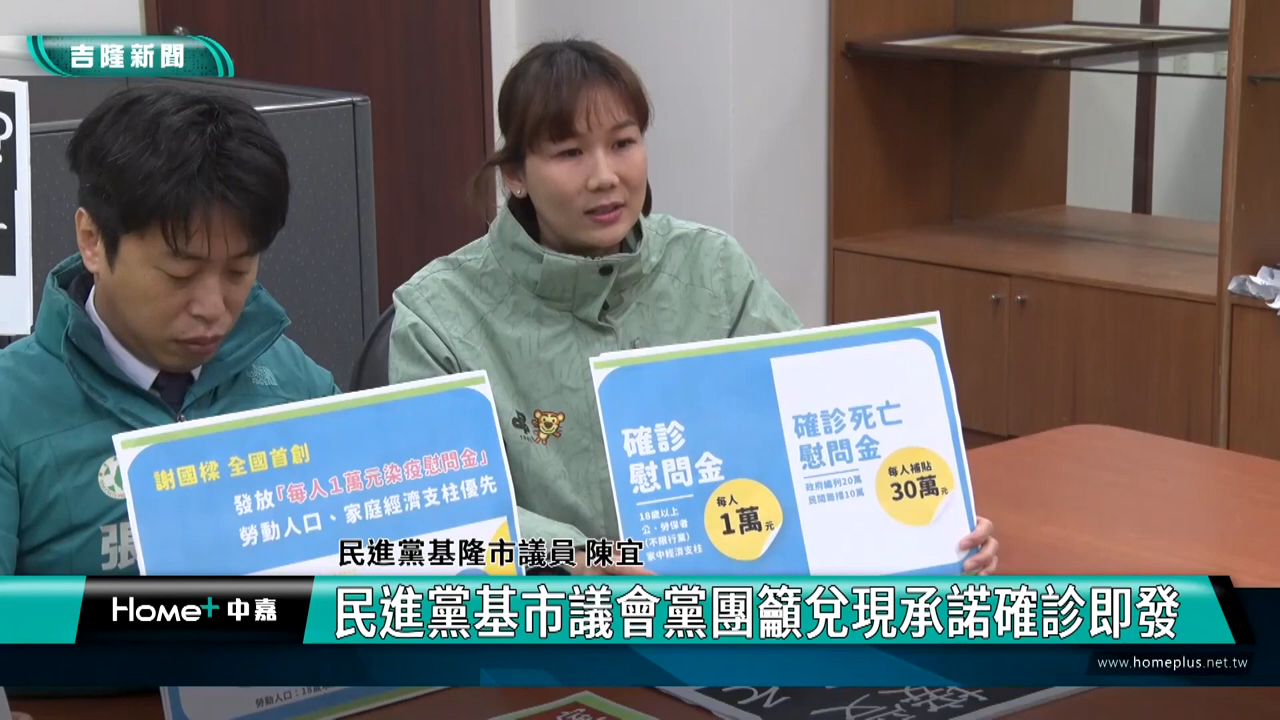 吉隆新聞
?
謝國樑 全國首創
發放「每人1萬元染疫慰問金」
勞動人口、家庭經濟支柱優先
張
確診
慰問金
18歲以上
公、勞保者
(不限行業)
家中經濟支柱
每人
1萬元
確診死亡
慰問金
政府編列20萬
民間籌措10萬
每人補貼
30萬元
民進黨基隆市議員 陳宜
Home+中嘉
民進黨基市議會黨團籲兌現承諾確診即發
www.homeplus.net.tw